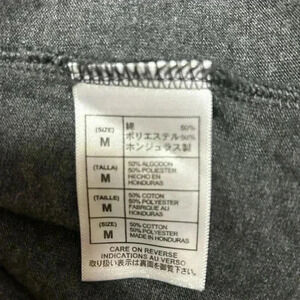 (SIZE) M
綿 50%
ポリエステル 50%
ホンジュラス製
(TALLA) M
50% ALGODON
50% POLIESTER
HECHO EN
HONDURAS
(TAILLE) M
50% COTON
50% POLYESTER
FABRIQUE AU
HONDURAS
(SIZE) M
50% COTTON
50% POLYESTER
MADE IN HONDURAS
CARE ON REVERSE
INDICATIONS AU VERSO
取り扱い表示は裏面を御覧下さい。